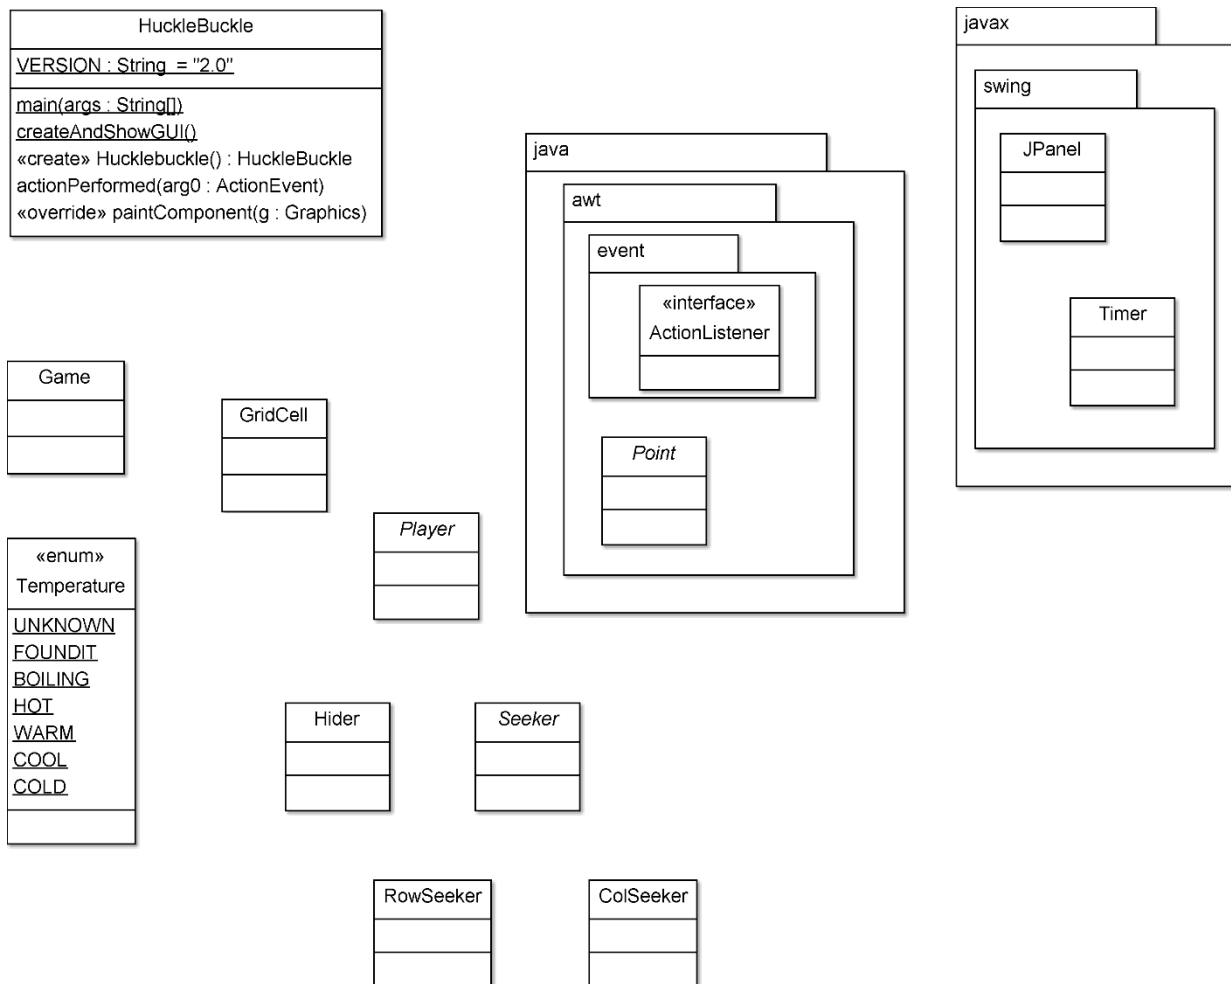 HuckleBuckle
VERSION : String = "2.0"
main(args : String[])
createAndShowGUI()
«create» Hucklebuckle() : HuckleBuckle
actionPerformed(arg0 : ActionEvent)
«override» paintComponent(g : Graphics)
javax
swing
JPanel
Timer
java
awt
event
«interface»
ActionListener
Point
Game
GridCell
Player
«enum»
Temperature
UNKNOWN
FOUNDIT
BOILING
HOT
WARM
COOL
COLD
Hider
Seeker
RowSeeker
ColSeeker